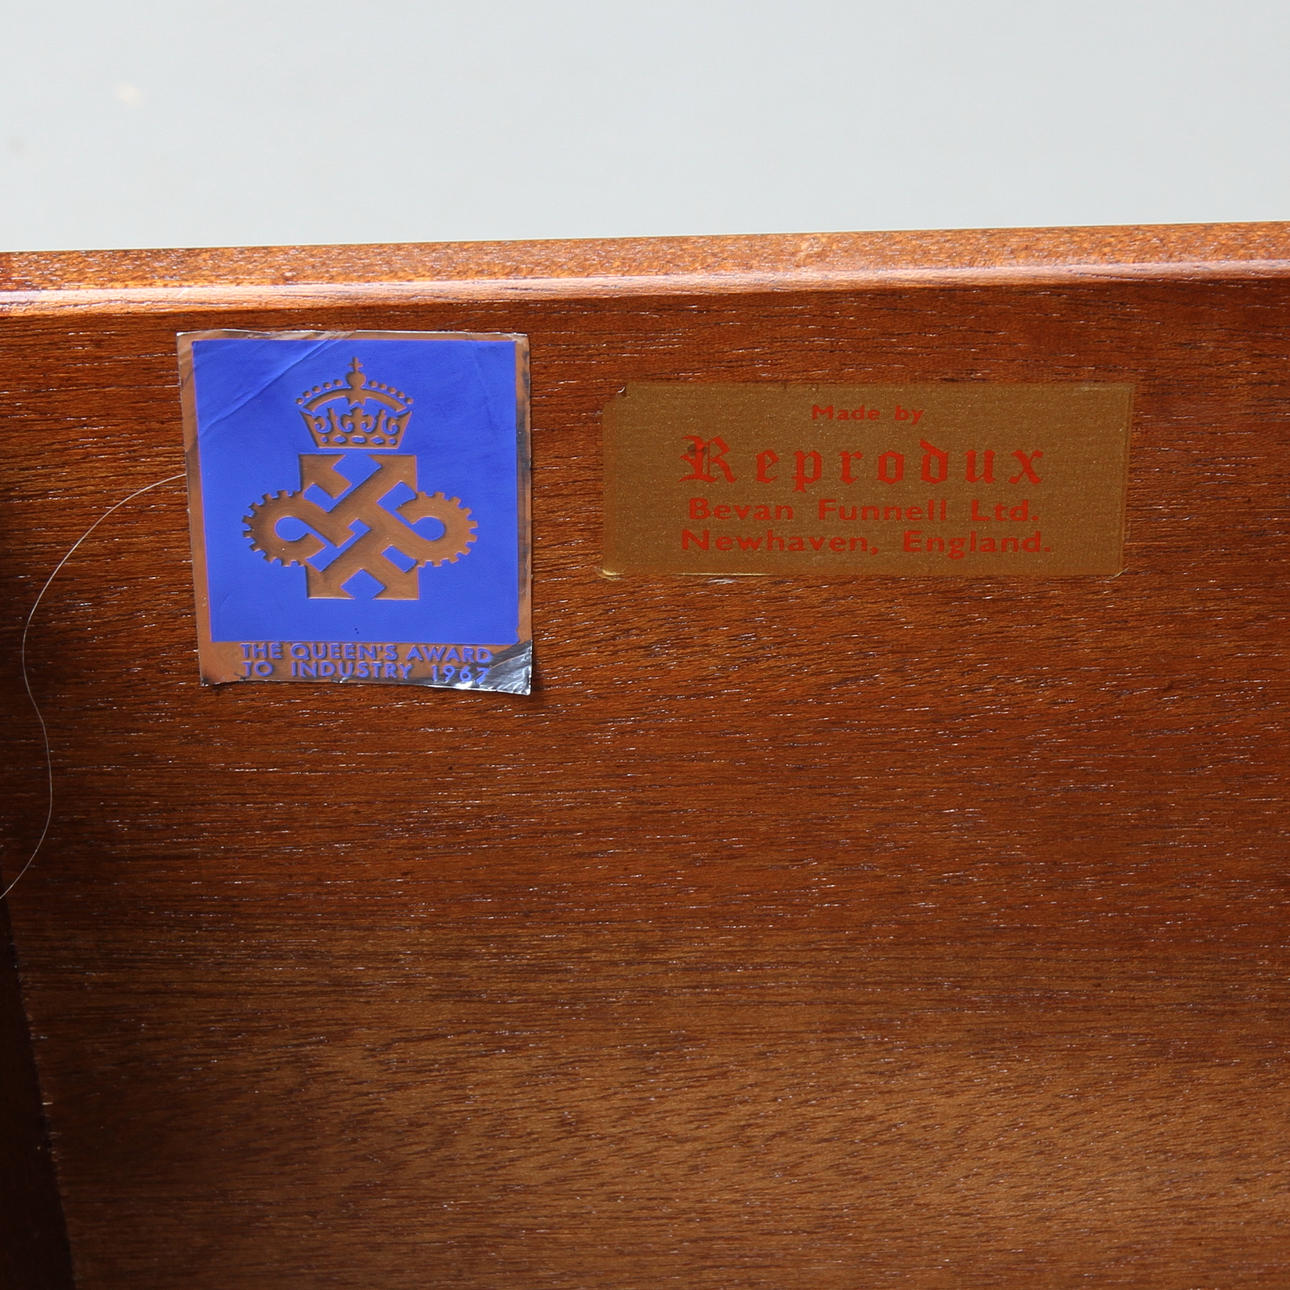 THE QUEEN'S AWARD
TO INDUSTRY 1967
Made by
Reprodux
Bevan Funnell Ltd.
Newhaven, England.